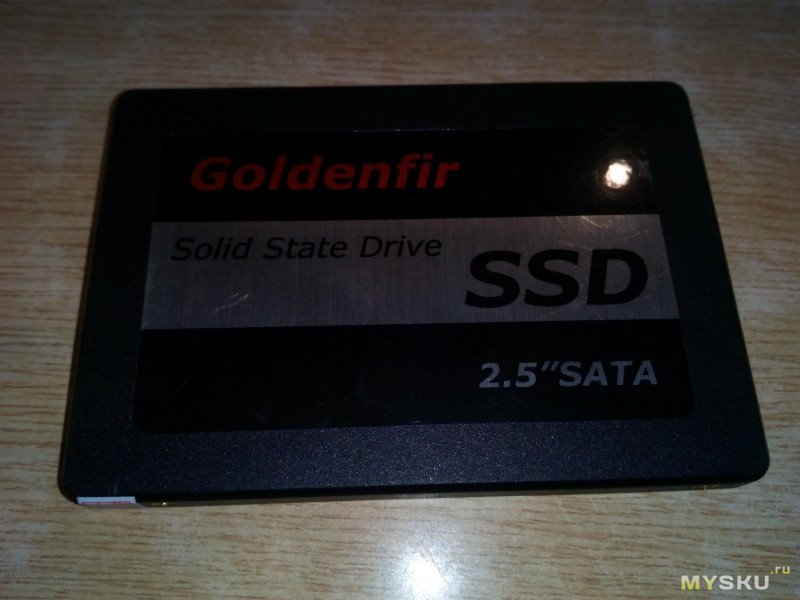 Goldenfir
Solid State Drive
SSD
2.5"SATA
MYSKU.ru